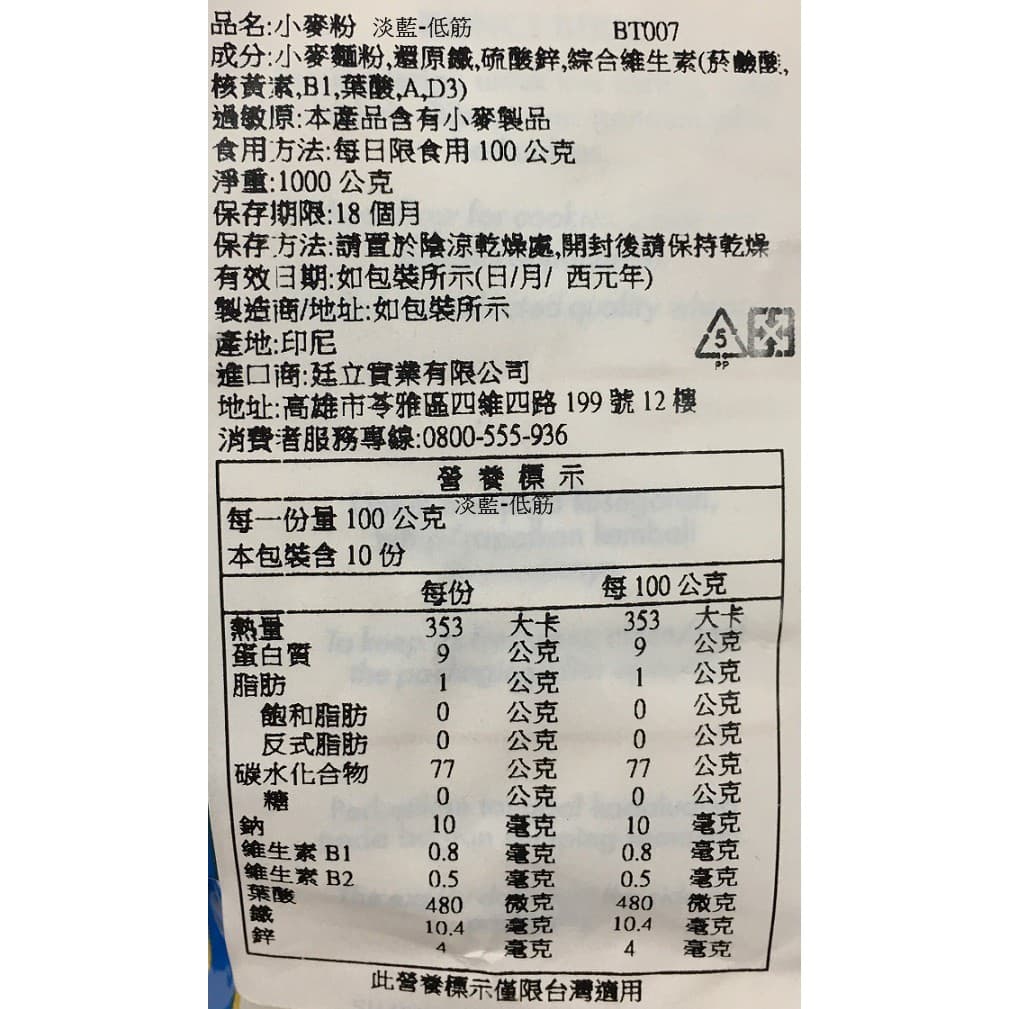 品名:小麥粉 淡藍-低筋 BT007
成分:小麥麵粉,還原鐵,硫酸鋅,綜合維生素(菸鹼酸,
核黃素,B1,葉酸,A,D3)
過敏原:本產品含有小麥製品
食用方法:每日限食用 100 公克
淨重:1000 公克
保存期限:18 個月
保存方法:請置於陰涼乾燥處,開封後請保持乾燥
有效日期:如包裝所示(日/月/ 西元年)
製造商/地址:如包裝所示
產地:印尼
5
PP
進口商:廷立實業有限公司
地址:高雄市苓雅區四維四路 199 號 12 樓
消費者服務專線:0800-555-936
營養標示
每一份量 100 公克 淡藍-低筋
本包裝含 10 份
每份 每 100 公克
熱量 353 大卡 353 大卡
蛋白質 9 公克 9 公克
脂肪 1 公克 1 公克
飽和脂肪 0 公克 0 公克
反式脂肪 0 公克 0 公克
碳水化合物 77 公克 77 公克
糖 0 公克 0 公克
鈉 10 毫克 10 毫克
維生素 B1 0.8 毫克 0.8 毫克
維生素 B2 0.5 毫克 0.5 毫克
葉酸 480 微克 480 微克
鐵 10.4 毫克 10.4 毫克
鋅 4 毫克 4 毫克
此營養標示僅限台灣適用